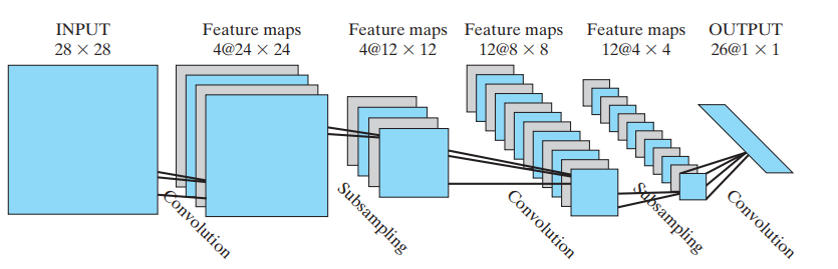 INPUT
28 × 28
Feature maps
4@24 × 24
Feature maps
4@12 × 12
Feature maps
12@8 × 8
Feature maps
12@4 × 4
OUTPUT
26@1 × 1
Convolution
Subsampling
Convolution
Subsampling
Convolution